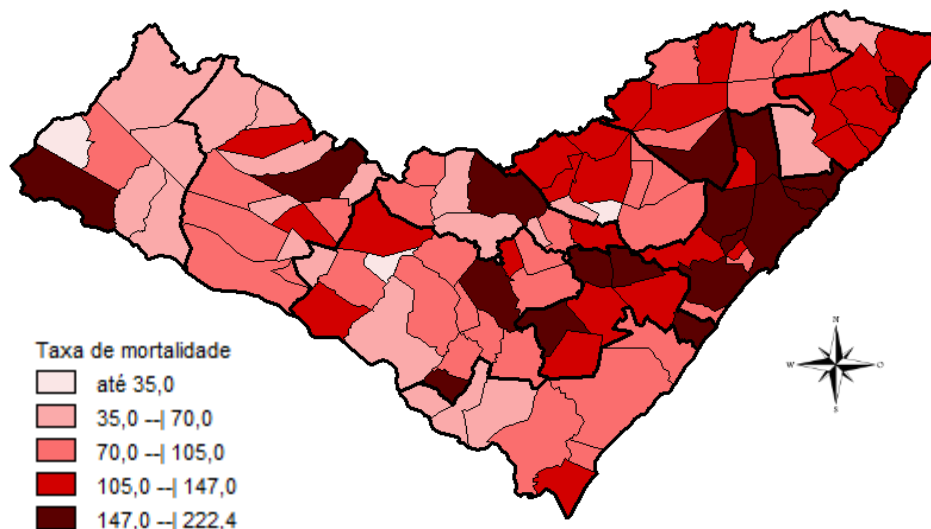 Taxa de mortalidade
até 35,0
35,0 --| 70,0
70,0 --| 105,0
105,0 --| 147,0
147,0 --| 222,4
N
W
O
S